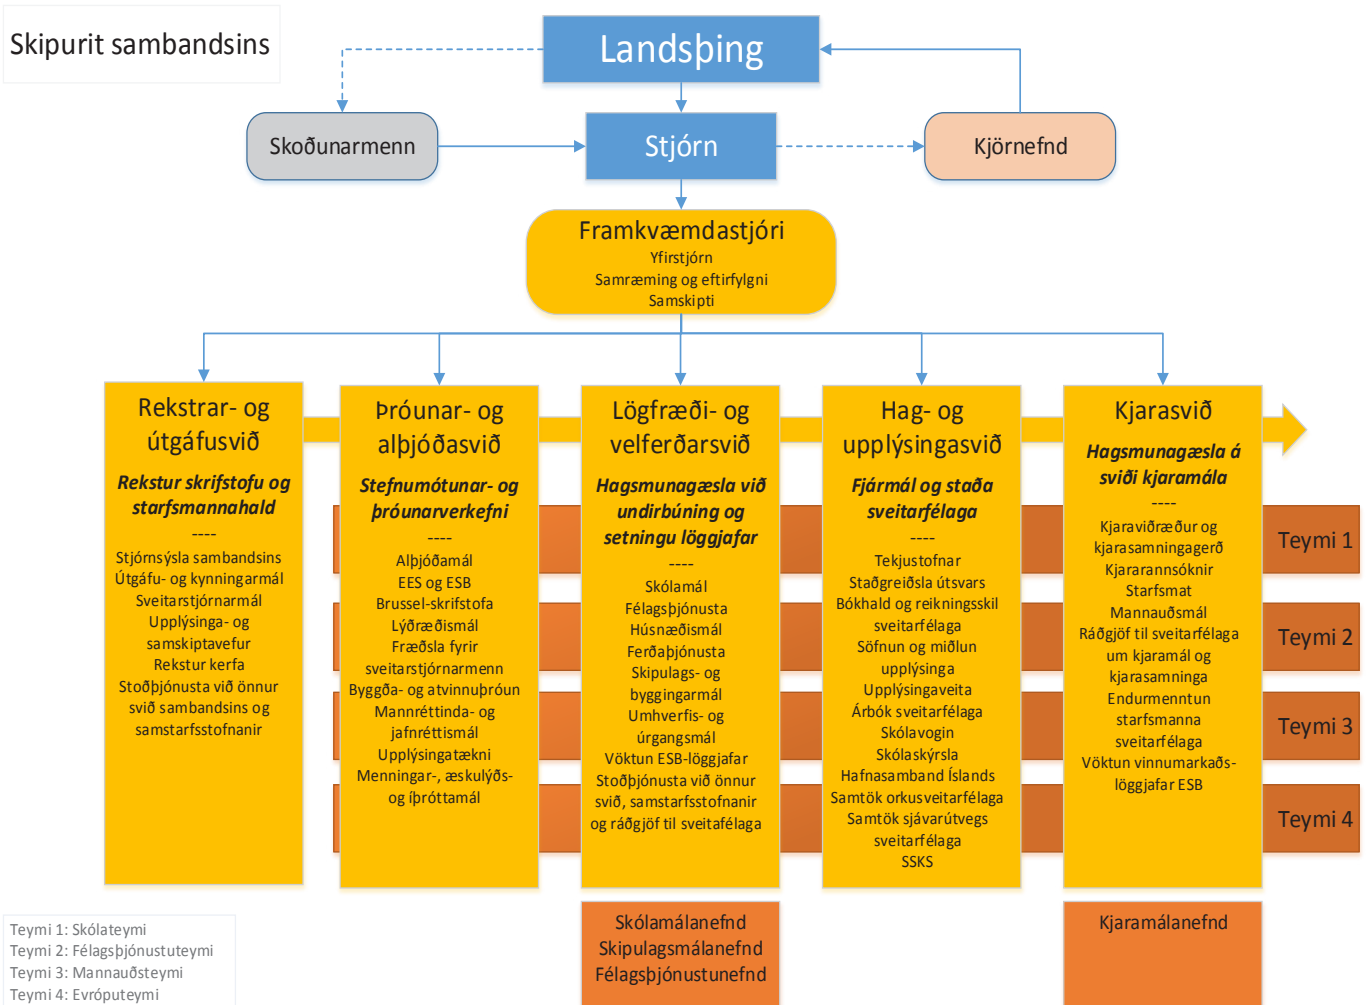 Skipurit sambandsins
Landsþing
Skoðunarmenn
Stjórn
Kjörnefnd
Framkvæmdastjóri
Yfirstjórn
Samræming og eftirfylgni
Samskipti
Rekstrar- og
útgáfusvið
Rekstur skrifstofu og
starfsmannahald
----
Stjórnsýsla sambandsins
Útgáfu- og kynningarmál
Sveitarstjórnarmál
Upplýsinga- og
samskiptavefur
Rekstur kerfa
Stoðþjónusta við önnur
svið sambandsins og
samstarfsstofnanir
Þróunar- og
alþjóðasvið
Stefnumótunar- og
þróunarverkefni
----
Alþjóðamál
EES og ESB
Brussel-skrifstofa
Lýðræðismál
Fræðsla fyrir
sveitarstjórnarmenn
Byggða- og atvinnuþróun
Mannréttinda- og
jafnréttismál
Upplýsingatækni
Menningar-, æskulýðs-
og íþróttamál
Lögfræði- og
velferðarsvið
Hagsmunagæsla við
undirbúning og
setningu löggjafar
----
Skólamál
Félagsþjónusta
Húsnæðismál
Ferðaþjónusta
Skipulags- og
byggingarmál
Umhverfis- og
úrgangsmál
Vöktun ESB-löggjafar
Stoðþjónusta við önnur
svið, samstarfsstofnanir
og ráðgjöf til sveitafélaga
Hag- og
upplýsingasvið
Fjármál og staða
sveitarfélaga
----
Tekjustofnar
Staðgreiðsla útsvars
Bókhald og reikningsskil
sveitarfélaga
Söfnun og miðlun
upplýsinga
Upplýsingaveita
Árbók sveitarfélaga
Skólavogin
Skólaskýrsla
Hafnasamband Íslands
Samtök orkusveitarfélaga
Samtök sjávarútvegs
sveitarfélaga
SSKS
Kjarasvið
Hagsmunagæsla á
sviði kjaramála
----
Kjaraviðræður og
kjarasamningagerð
Kjararannsóknir
Starfsmat
Mannauðsmál
Ráðgjöf til sveitarfélaga
um kjaramál og
kjarasamninga
Endurmenntun
starfsmanna
sveitarfélaga
Vöktun vinnumarkaðs-
löggjafar ESB
Teymi 1
Teymi 2
Teymi 3
Teymi 4
Skólamálanefnd
Skipulagsmálanefnd
Félagsþjónustunefnd
Kjaramálanefnd
Teymi 1: Skólateymi
Teymi 2: Félagsþjónustuteymi
Teymi 3: Mannauðsteymi
Teymi 4: Evróputeymi